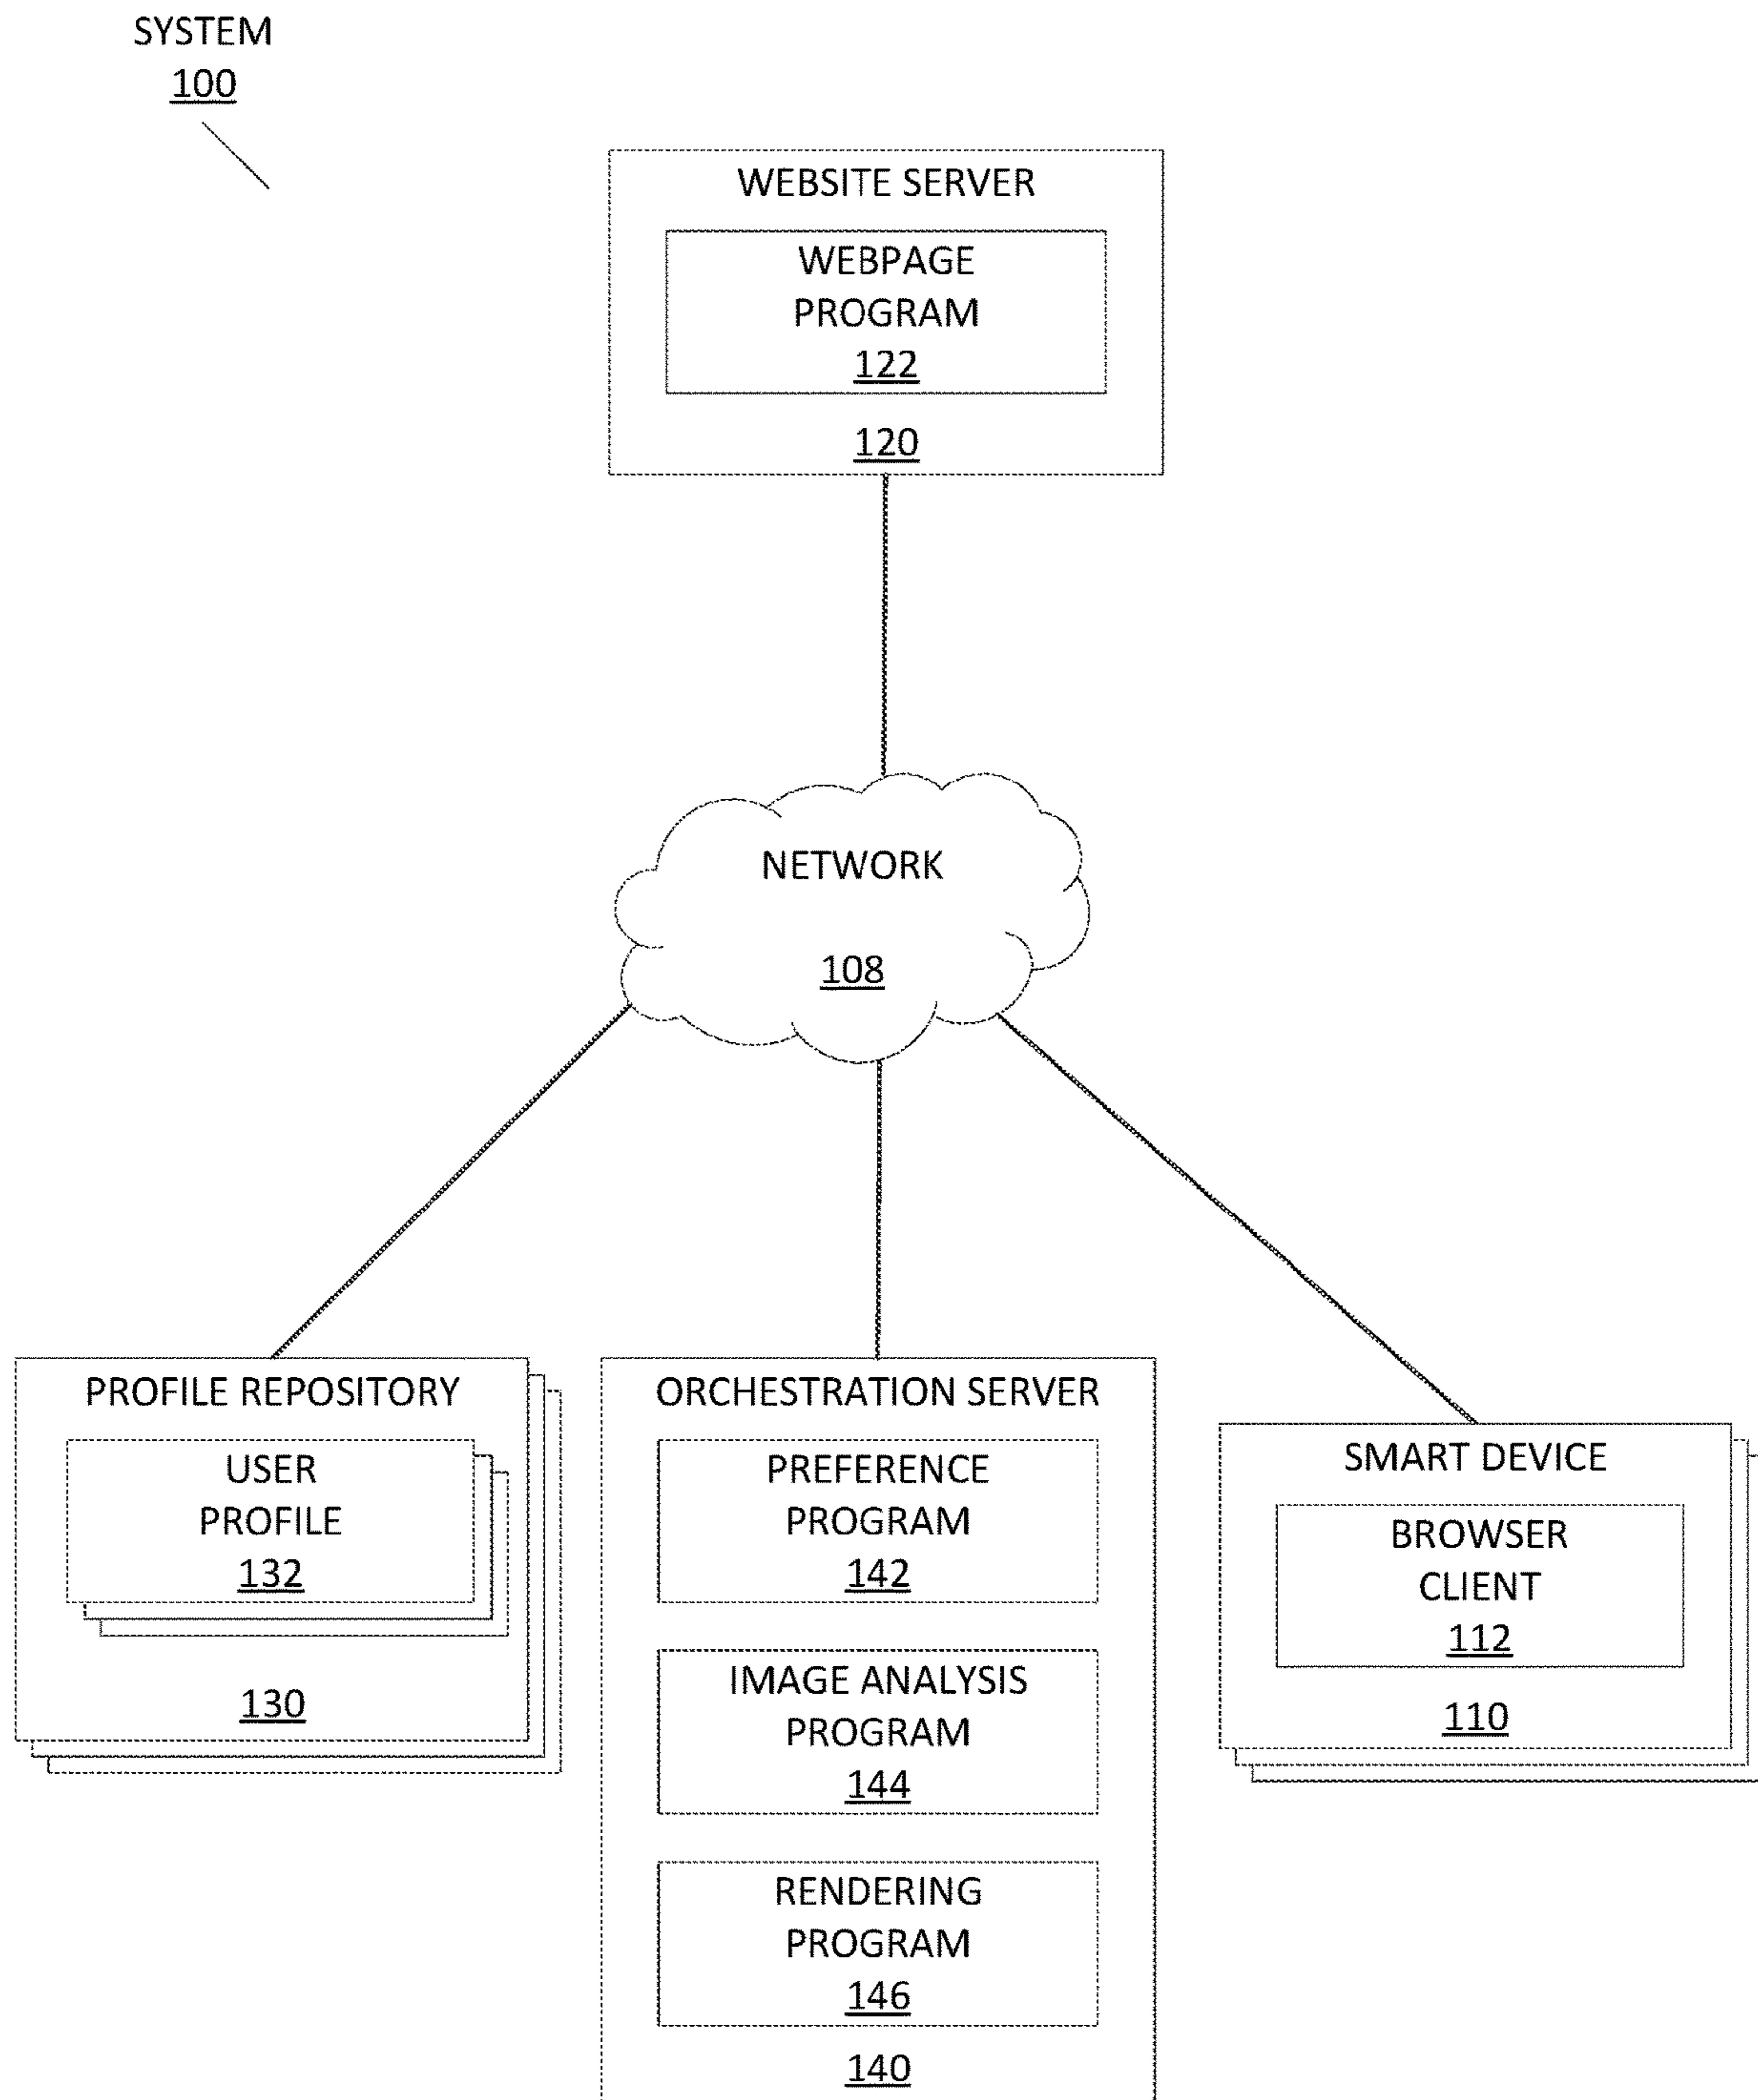 SYSTEM
100
WEBSITE SERVER
WEBPAGE
PROGRAM
122
120
NETWORK
108
PROFILE REPOSITORY
USER
PROFILE
132
130
ORCHESTRATION SERVER
PREFERENCE
PROGRAM
142
IMAGE ANALYSIS
PROGRAM
144
RENDERING
PROGRAM
146
140
SMART DEVICE
BROWSER
CLIENT
112
110